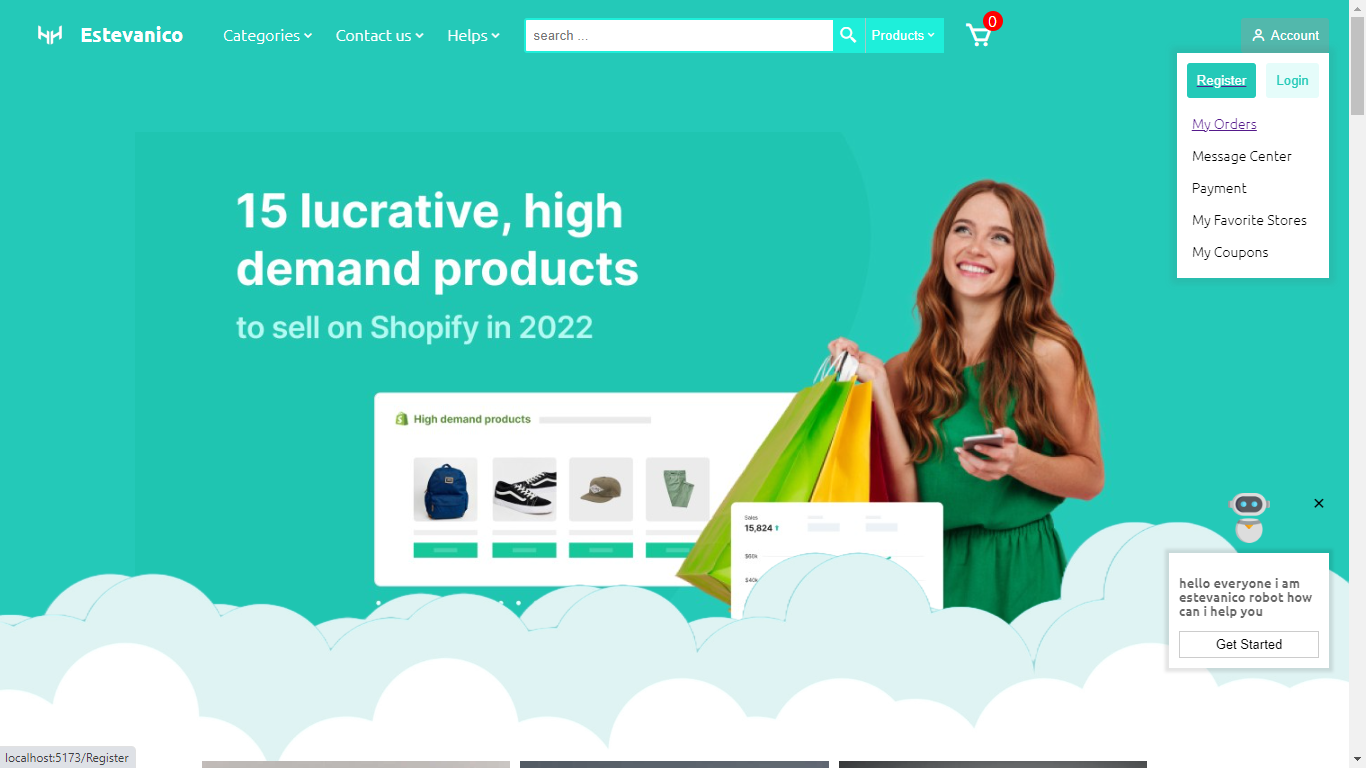 Estevanico
Categories
Contact us
Helps
search ...
Products
0
Account
Register
Login
My Orders
Message Center
Payment
My Favorite Stores
My Coupons
15 lucrative, high
demand products
to sell on Shopify in 2022
High demand products
Sales
15,824
$60k
$40k
hello everyone i am
estevanico robot how
can i help you
Get Started
localhost:5173/Register